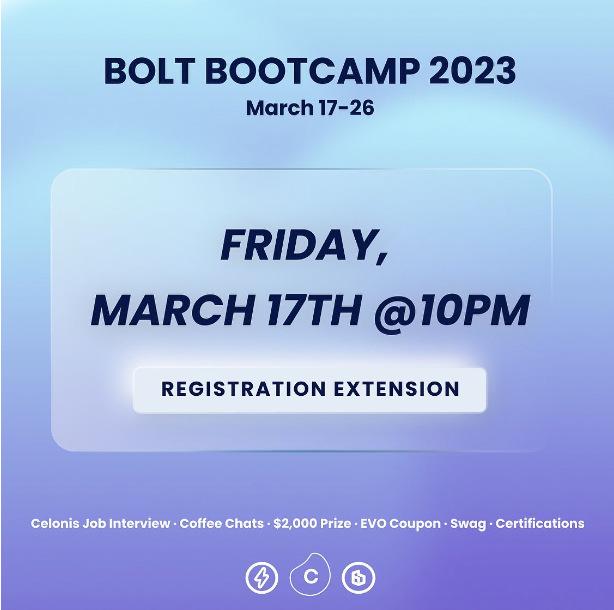 BOLT BOOTCAMP 2023
March 17-26
FRIDAY,
MARCH 17TH @10PM
REGISTRATION EXTENSION
Celonis Job Interview · Coffee Chats · $2,000 Prize · EVO Coupon · Swag · Certifications
C